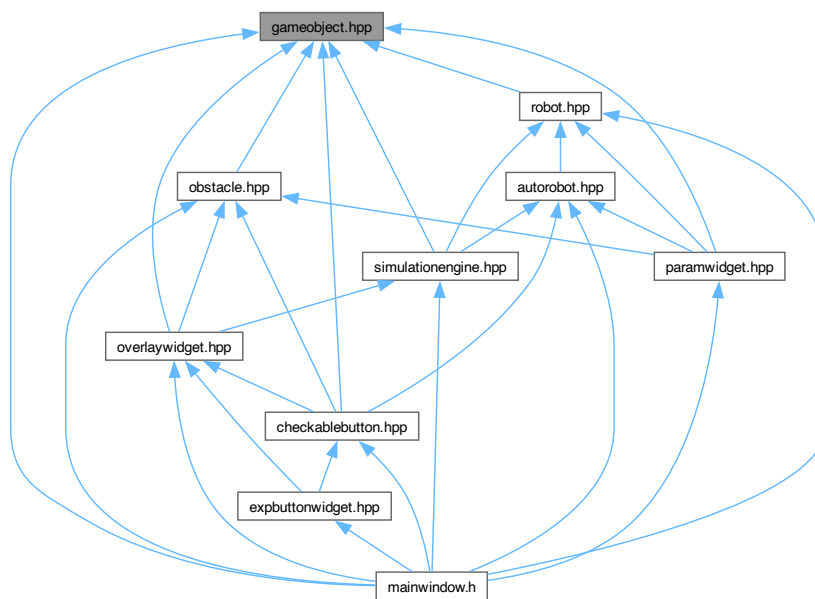 gameobject.hpp
robot.hpp
obstacle.hpp
autorobot.hpp
simulationengine.hpp
paramwidget.hpp
overlaywidget.hpp
checkablebutton.hpp
expbuttonwidget.hpp
mainwindow.h